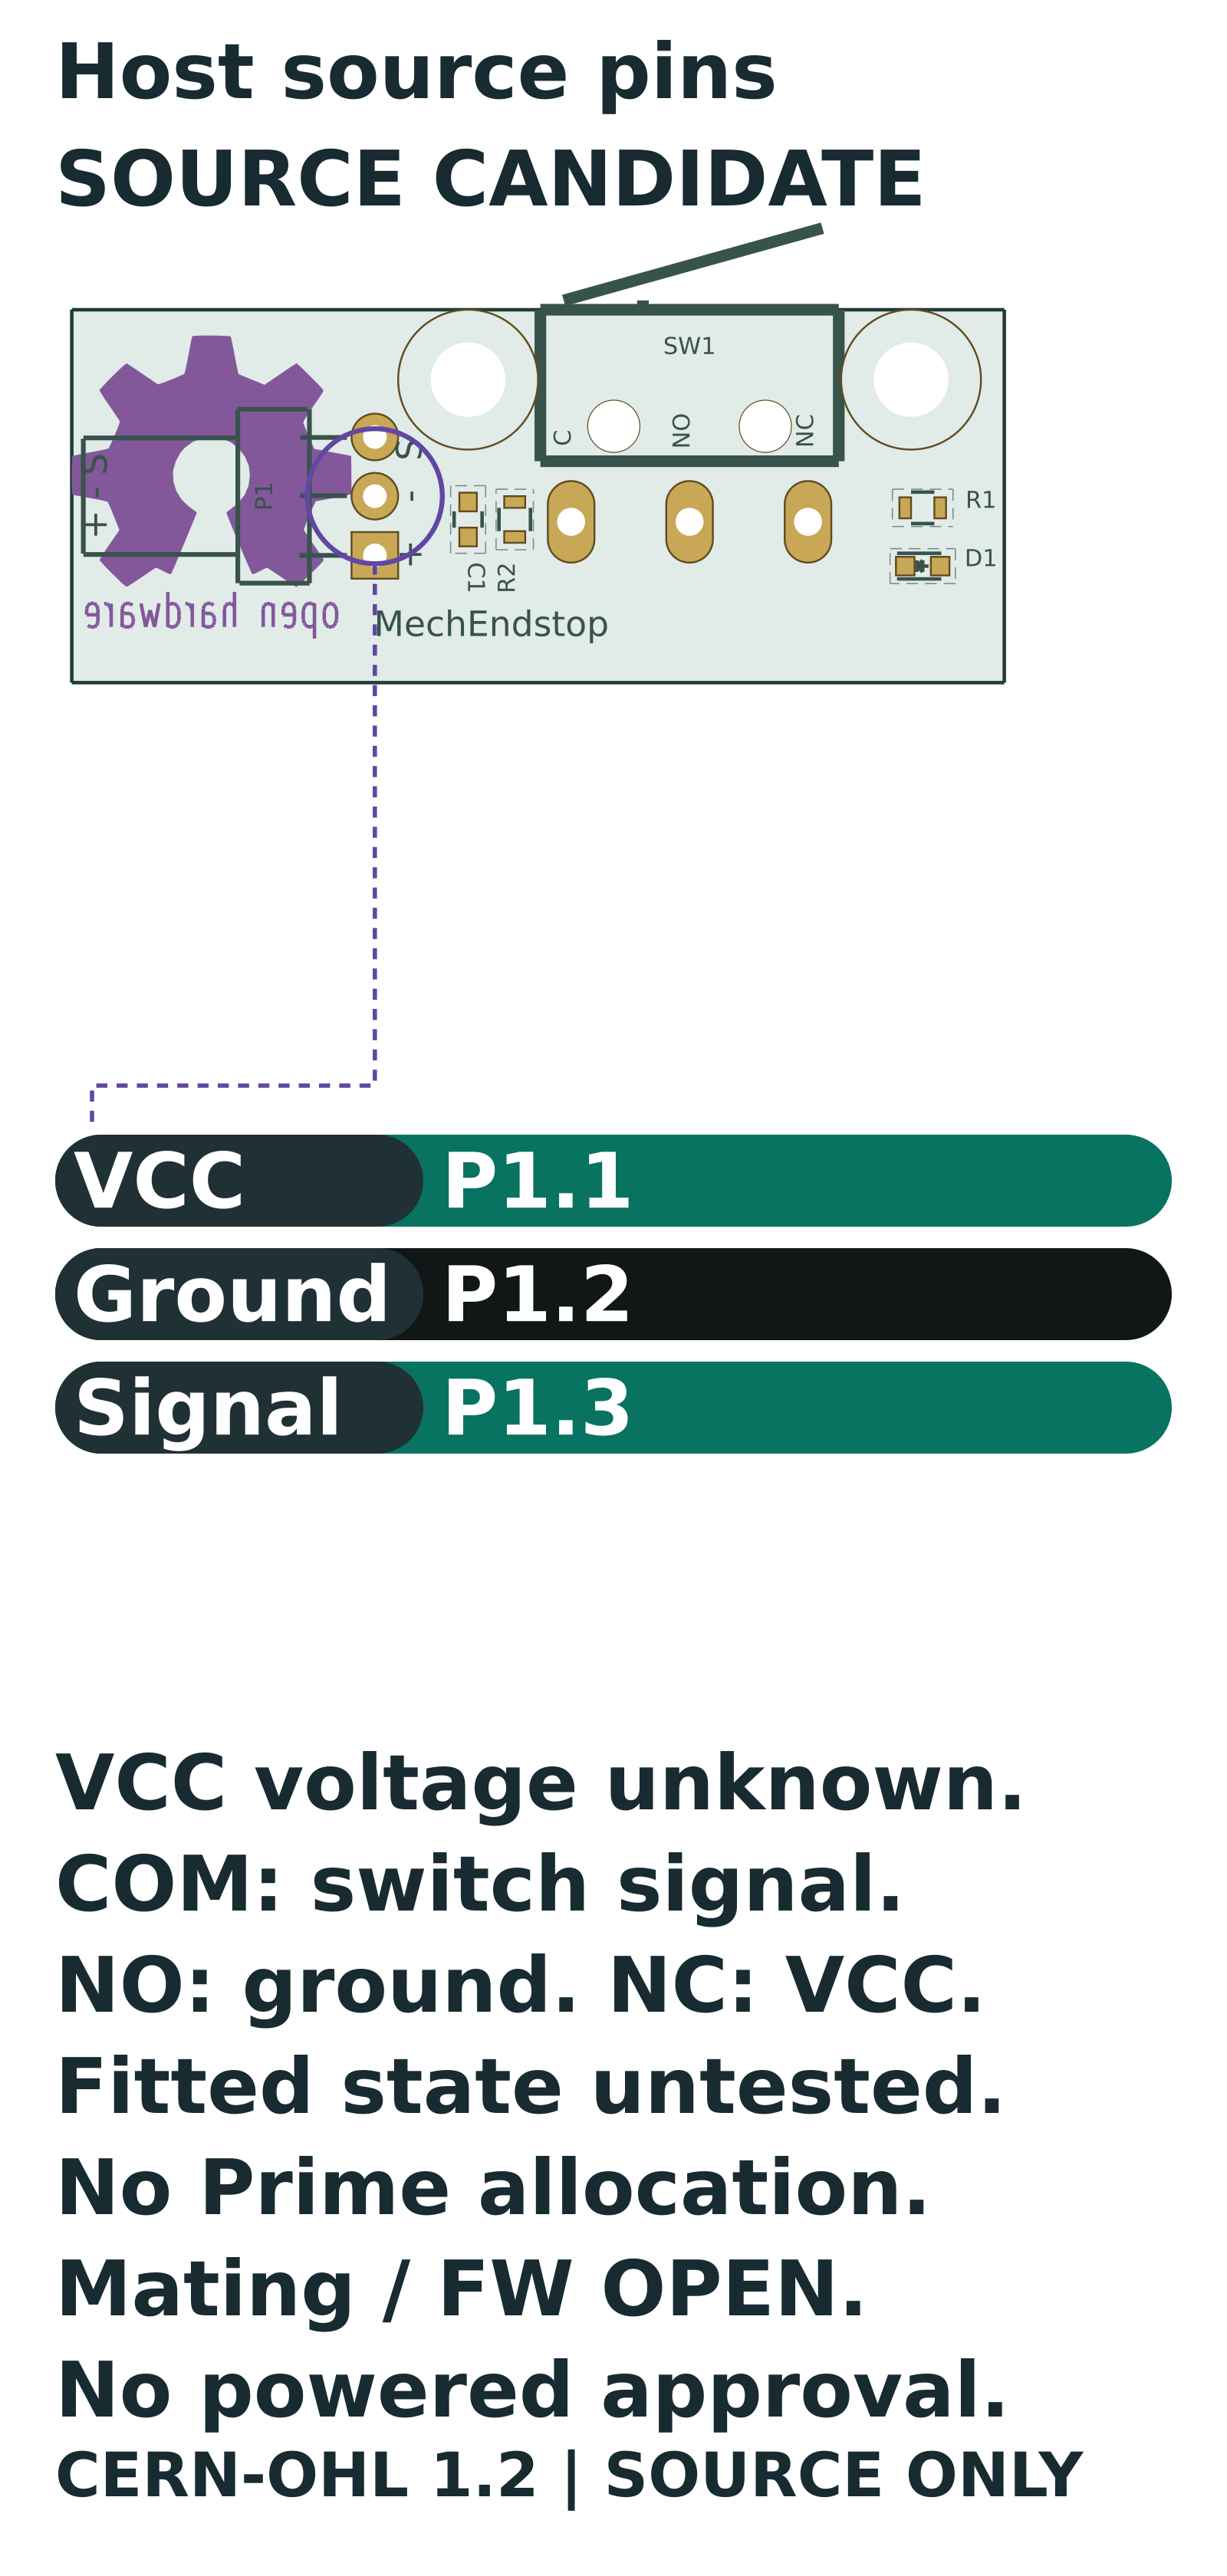 Host source pins
SOURCE CANDIDATE
SW1
C
NO
NC
S
-
+
P1
S
-
+
C1
R2
R1
D1
open hardware
MechEndstop
VCC P1.1
Ground P1.2
Signal P1.3
VCC voltage unknown.
COM: switch signal.
NO: ground. NC: VCC.
Fitted state untested.
No Prime allocation.
Mating / FW OPEN.
No powered approval.
CERN-OHL 1.2 | SOURCE ONLY